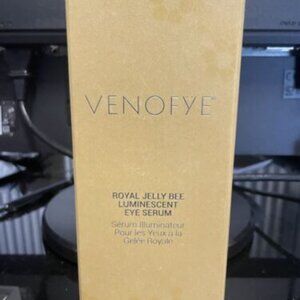 VENOFYE
ROYAL JELLY BEE
LUMINESCENT
EYE SERUM
Sérum Illuminateur
Pour les Yeux à la
Gelée Royale